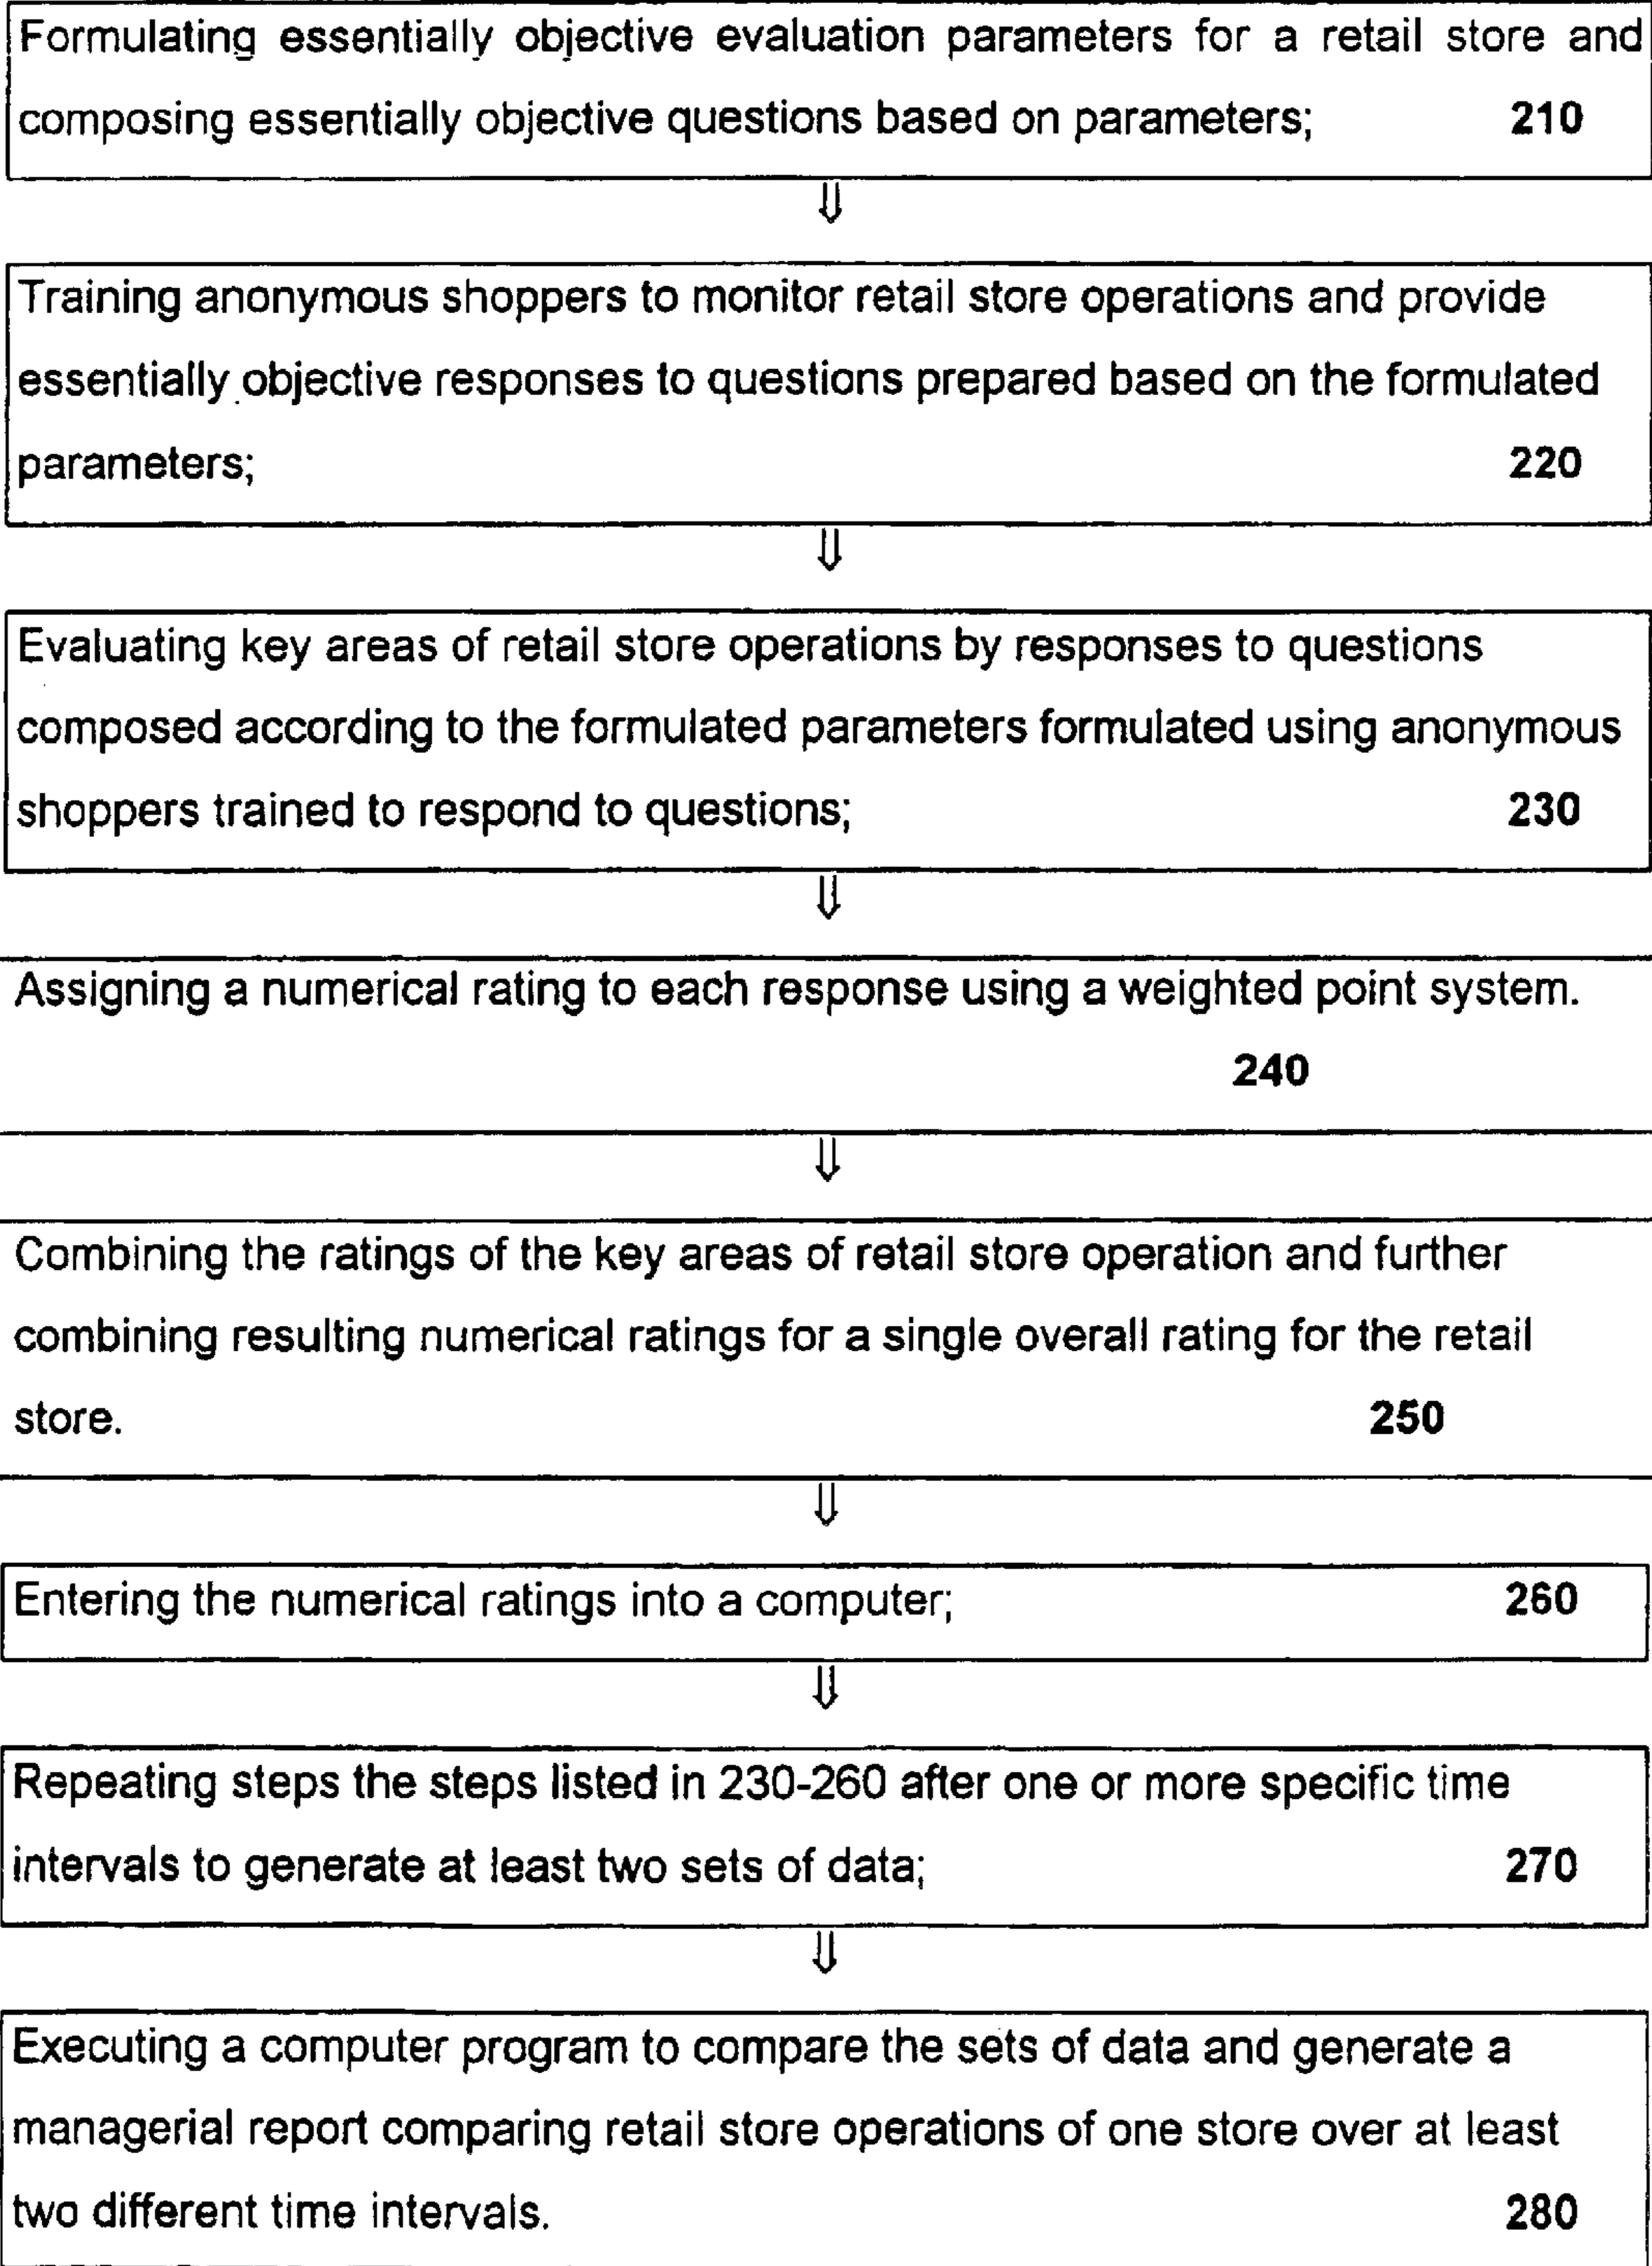 Formulating essentially objective evaluation parameters for a retail store and
composing essentially objective questions based on parameters; 210
⇓
Training anonymous shoppers to monitor retail store operations and provide
essentially objective responses to questions prepared based on the formulated
parameters; 220
⇓
Evaluating key areas of retail store operations by responses to questions
composed according to the formulated parameters formulated using anonymous
shoppers trained to respond to questions; 230
⇓
Assigning a numerical rating to each response using a weighted point system.
240
⇓
Combining the ratings of the key areas of retail store operation and further
combining resulting numerical ratings for a single overall rating for the retail
store. 250
⇓
Entering the numerical ratings into a computer; 260
⇓
Repeating steps the steps listed in 230-260 after one or more specific time
intervals to generate at least two sets of data; 270
⇓
Executing a computer program to compare the sets of data and generate a
managerial report comparing retail store operations of one store over at least
two different time intervals. 280